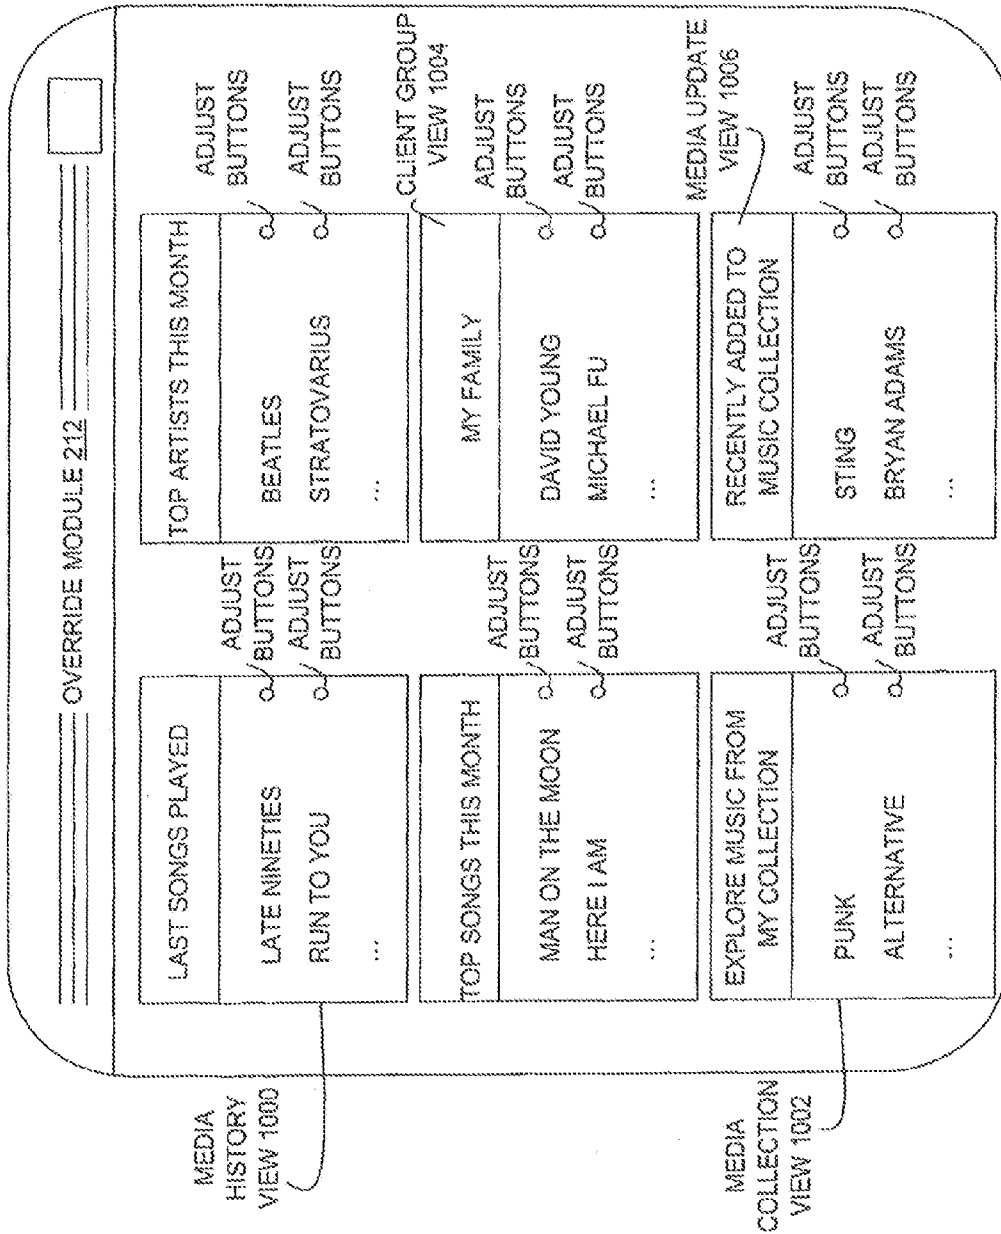 OVERRIDE MODULE 212
LAST SONGS PLAYED
LATE NINETIES
RUN TO YOU
...
ADJUST
BUTTONS
ADJUST
BUTTONS
MEDIA
HISTORY
VIEW 1000
TOP ARTISTS THIS MONTH
BEATLES
STRATOVARIUS
...
ADJUST
BUTTONS
ADJUST
BUTTONS
TOP SONGS THIS MONTH
MAN ON THE MOON
HERE I AM
...
ADJUST
BUTTONS
ADJUST
BUTTONS
CLIENT GROUP
VIEW 1004
MY FAMILY
DAVID YOUNG
MICHAEL FU
...
ADJUST
BUTTONS
ADJUST
BUTTONS
EXPLORE MUSIC FROM
MY COLLECTION
PUNK
ALTERNATIVE
...
ADJUST
BUTTONS
ADJUST
BUTTONS
MEDIA
COLLECTION
VIEW 1002
MEDIA UPDATE
VIEW 1006
RECENTLY ADDED TO
MUSIC COLLECTION
STING
BRYAN ADAMS
...
ADJUST
BUTTONS
ADJUST
BUTTONS